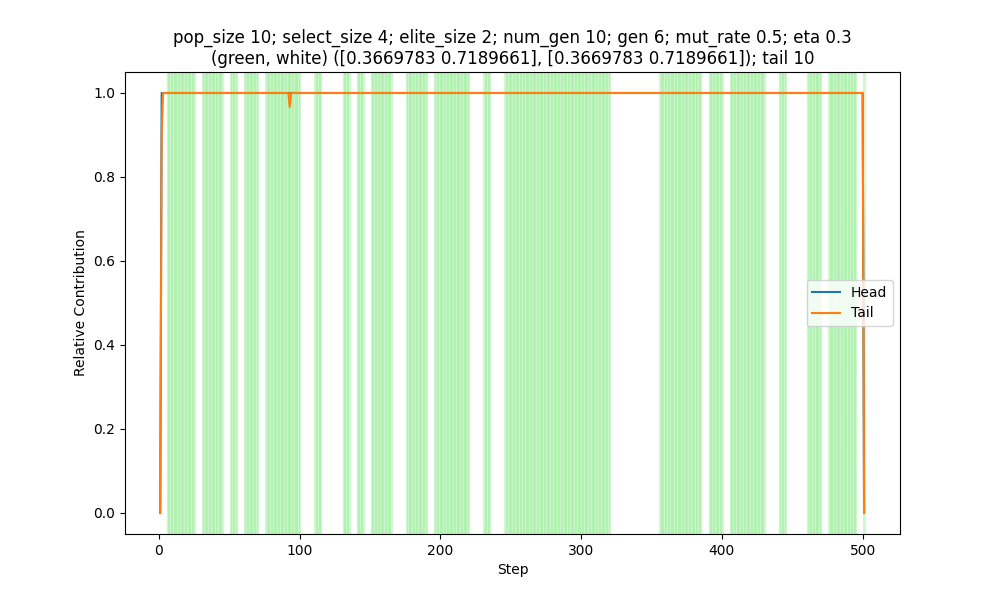 pop_size 10; select_size 4; elite_size 2; num_gen 10; gen 6; mut_rate 0.5; eta 0.3
(green, white) ([0.3669783 0.7189661], [0.3669783 0.7189661]); tail 10
1.0
0.8
0.6
0.4
0.2
0.0
Relative Contribution
Head
Tail
0
100
200
300
400
500
Step